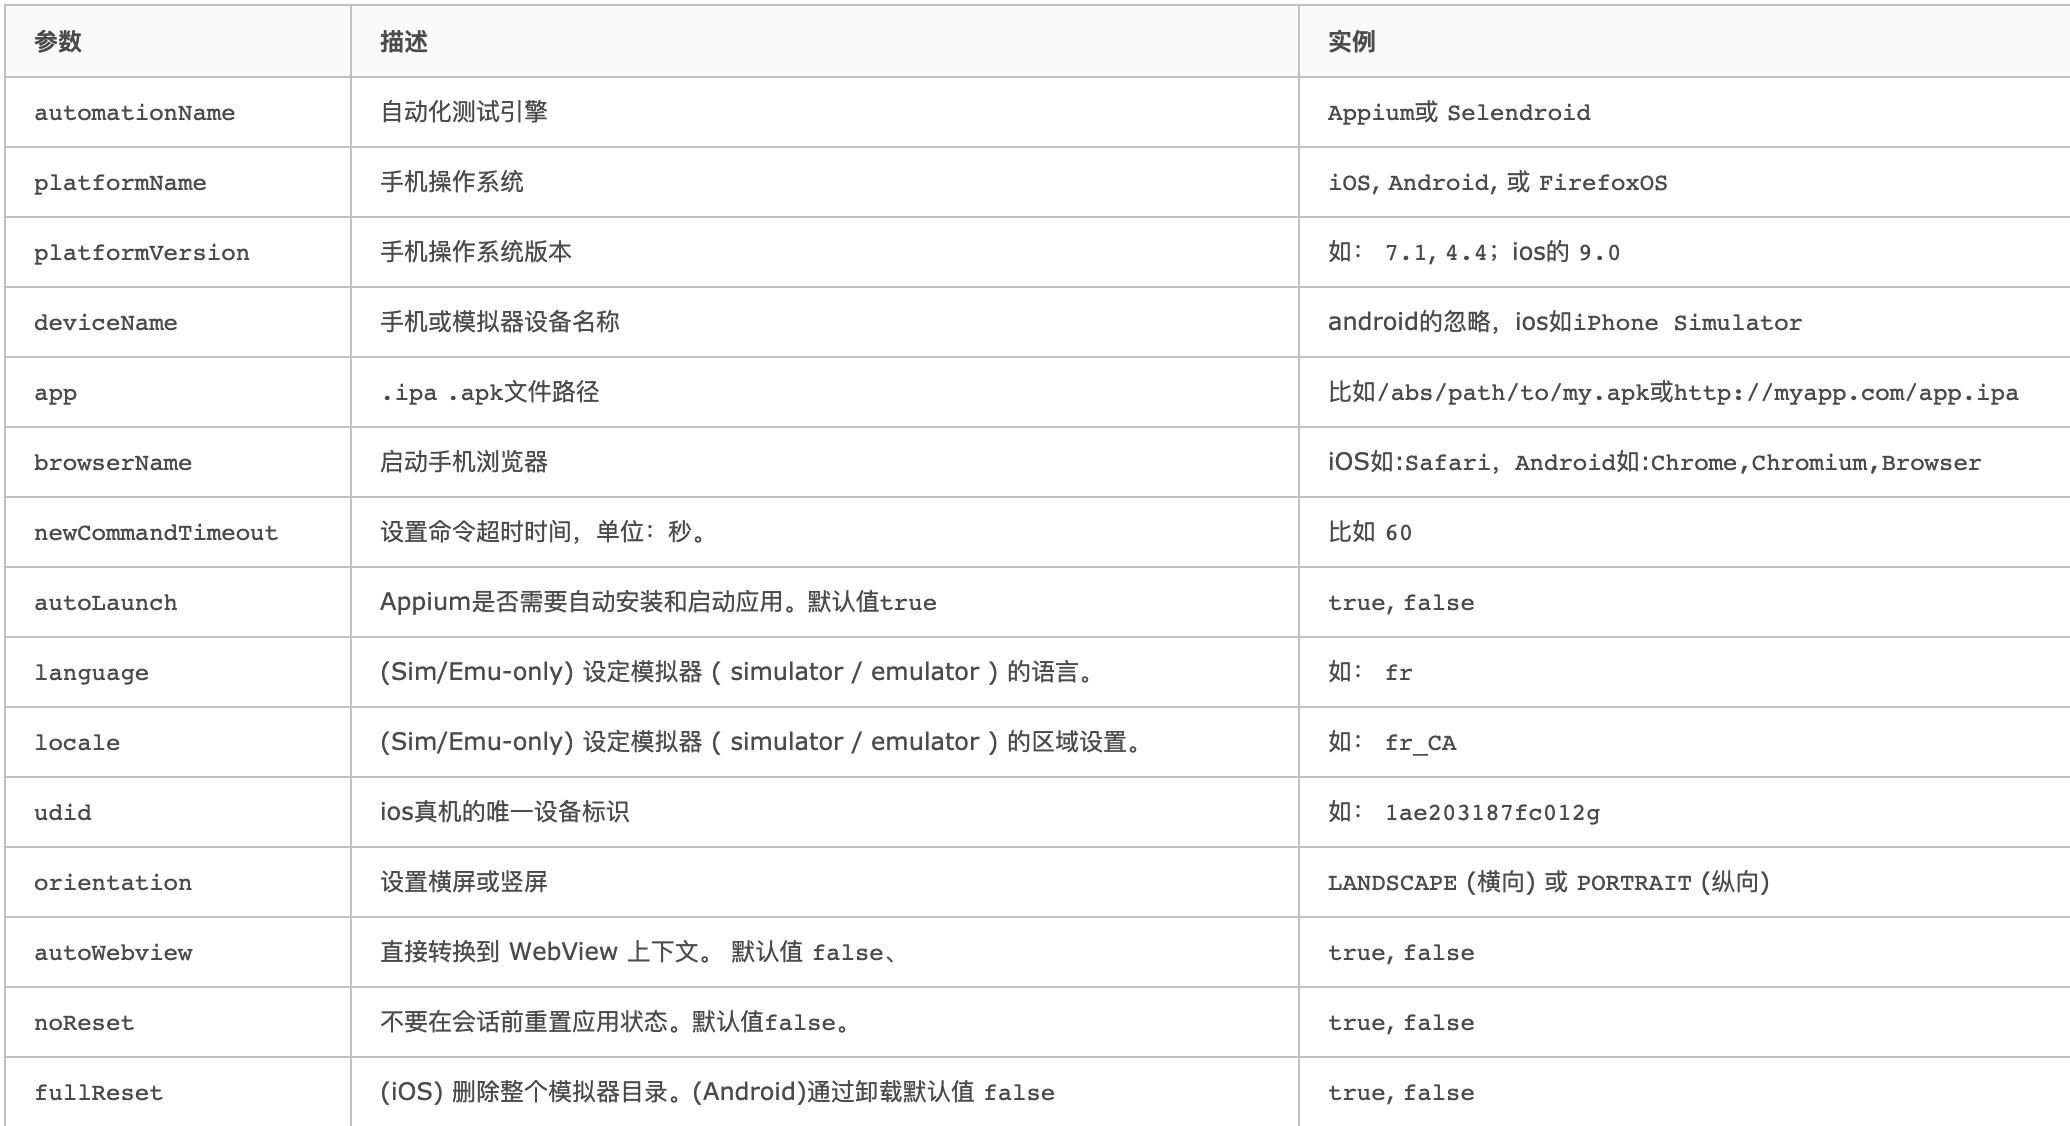 参数 描述 实例
automationName 自动化测试引擎 Appium或 Selendroid
platformName 手机操作系统 iOS, Android, 或 FirefoxOS
platformVersion 手机操作系统版本 如： 7.1, 4.4；ios的 9.0
deviceName 手机或模拟器设备名称 android的忽略，ios如iPhone Simulator
app .ipa .apk文件路径 比如/abs/path/to/my.apk或http://myapp.com/app.ipa
browserName 启动手机浏览器 iOS如:Safari，Android如:Chrome,Chromium,Browser
newCommandTimeout 设置命令超时时间，单位：秒。 比如 60
autoLaunch Appium是否需要自动安装和启动应用。默认值true true, false
language (Sim/Emu-only) 设定模拟器 ( simulator / emulator ) 的语言。 如： fr
locale (Sim/Emu-only) 设定模拟器 ( simulator / emulator ) 的区域设置。 如： fr_CA
udid ios真机的唯一设备标识 如： 1ae203187fc012g
orientation 设置横屏或竖屏 LANDSCAPE (横向) 或 PORTRAIT (纵向)
autoWebview 直接转换到 WebView 上下文。 默认值 false、 true, false
noReset 不要在会话前重置应用状态。默认值false。 true, false
fullReset (iOS) 删除整个模拟器目录。(Android)通过卸载默认值 false true, false